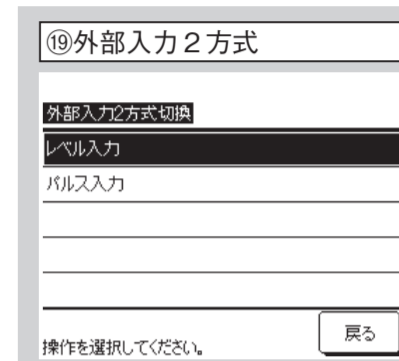 ⑲外部入力２方式
外部入力2方式切換
レベル入力
パルス入力
操作を選択してください。
戻る